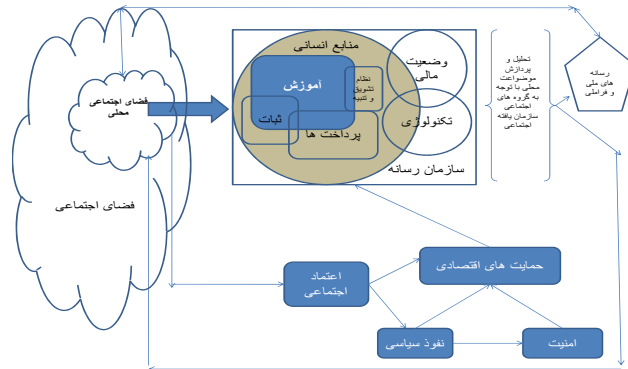 منابع انسانی
آموزش
نظام
تشویق
و تنبیه
ثبات
پرداخت ها
وضعیت
مالی
تکنولوژی
سازمان رسانه
تحلیل و
پردازش
موضوعات
محلی با توجه
به گروه های
اجتماعی
سازمان یافته
اجتماعی
رسانه
های ملی
و فراملی
فضای اجتماعی
محلی
فضای اجتماعی
اعتماد
اجتماعی
حمایت های اقتصادی
نفوذ سیاسی
امنیت